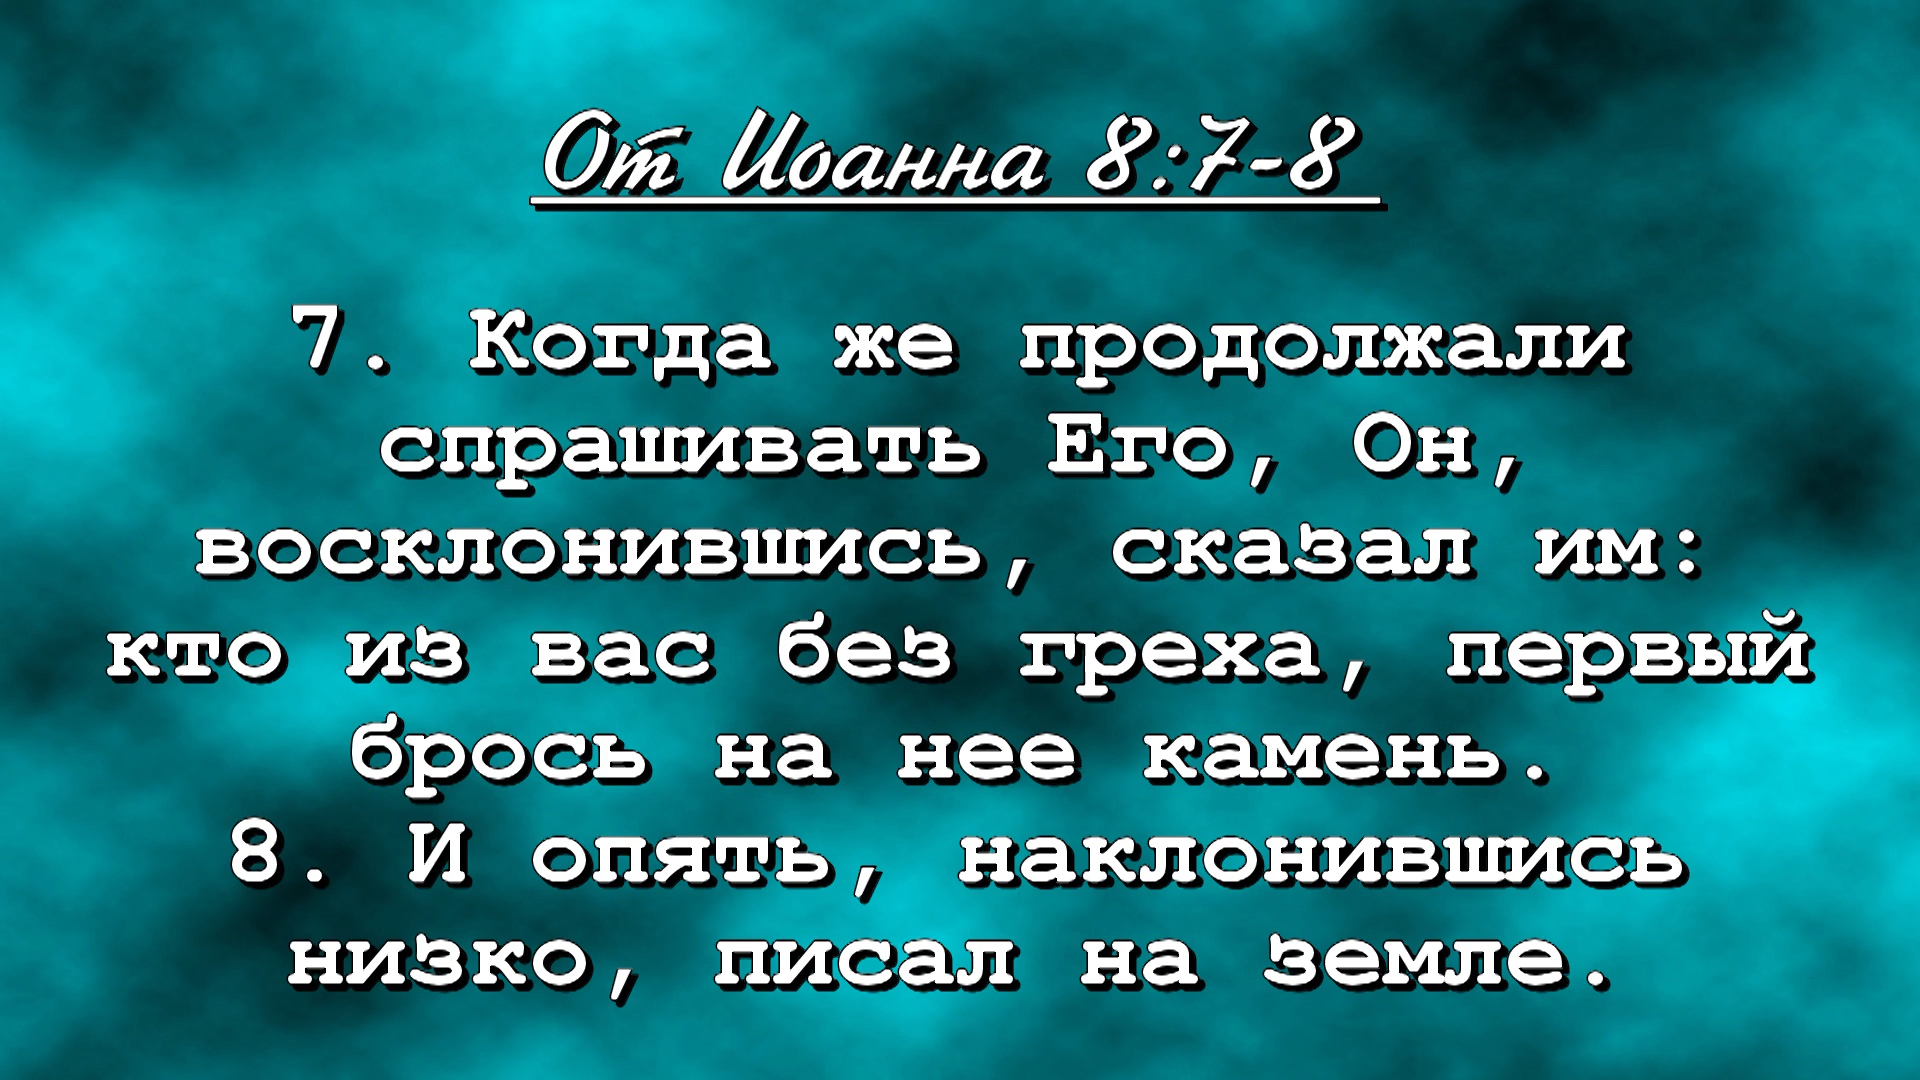 От Иоанна 8:7-8
7. Когда же продолжали
спрашивать Его, Он,
восклонившись, сказал им:
кто из вас без греха, первый
брось на нее камень.
8. И опять, наклонившись
низко, писал на земле.